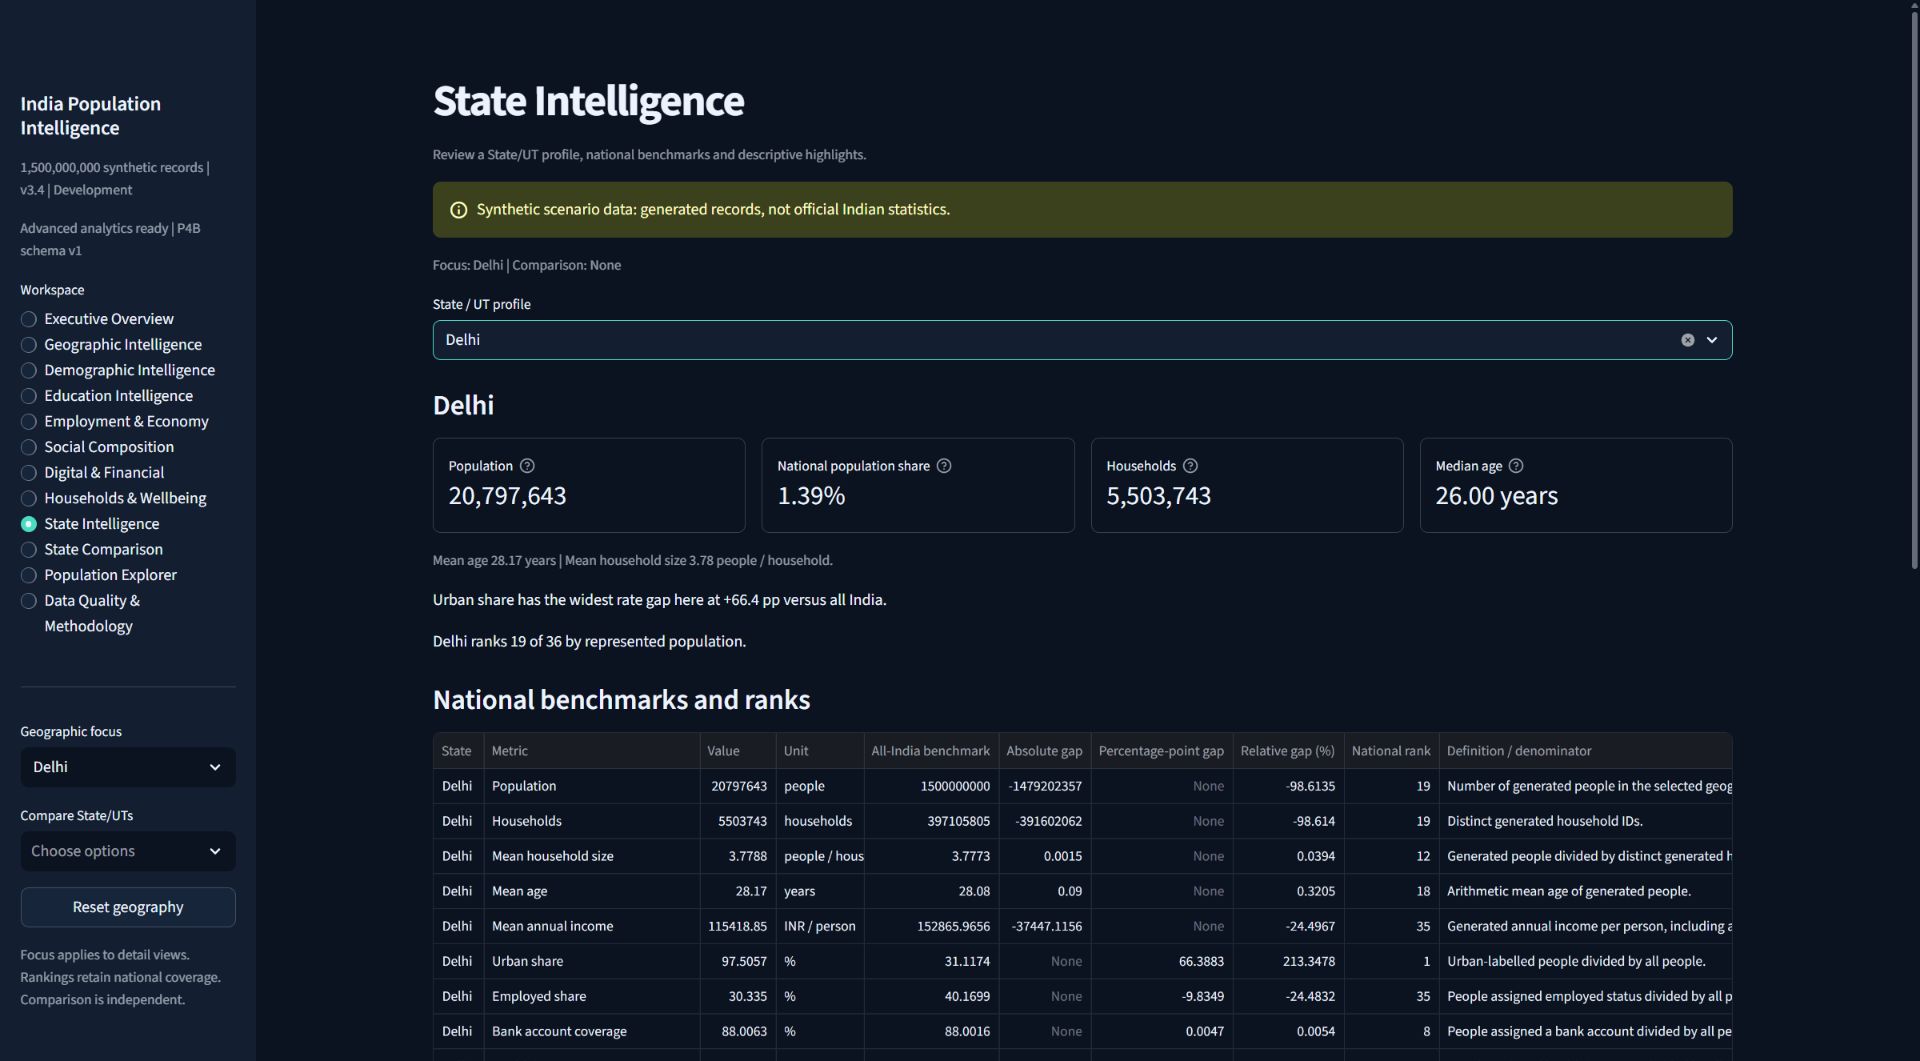 India Population
Intelligence
1,500,000,000 synthetic records |
v3.4 | Development
Advanced analytics ready | P4B
schema v1
Workspace
Executive Overview
Geographic Intelligence
Demographic Intelligence
Education Intelligence
Employment & Economy
Social Composition
Digital & Financial
Households & Wellbeing
State Intelligence
State Comparison
Population Explorer
Data Quality &
Methodology
Geographic focus
Delhi
Compare State/UTs
Choose options
Reset geography
Focus applies to detail views.
Rankings retain national coverage.
Comparison is independent.
State Intelligence
Review a State/UT profile, national benchmarks and descriptive highlights.
Synthetic scenario data: generated records, not official Indian statistics.
Focus: Delhi | Comparison: None
State / UT profile
Delhi
Delhi
Population National population share Households Median age
20,797,643 1.39% 5,503,743 26.00 years
Mean age 28.17 years | Mean household size 3.78 people / household.
Urban share has the widest rate gap here at +66.4 pp versus all India.
Delhi ranks 19 of 36 by represented population.
National benchmarks and ranks
State Metric Value Unit All-India benchmark Absolute gap Percentage-point gap Relative gap (%) National rank Definition / denominator
Delhi Population 20797643 people 1500000000 -1479202357 None -98.6135 19 Number of generated people in the selected geog
Delhi Households 5503743 households 397105805 -391602062 None -98.614 19 Distinct generated household IDs.
Delhi Mean household size 3.7788 people / hous 3.7773 0.0015 None 0.0394 12 Generated people divided by distinct generated h
Delhi Mean age 28.17 years 28.08 0.09 None 0.3205 18 Arithmetic mean age of generated people.
Delhi Mean annual income 115418.85 INR / person 152865.9656 -37447.1156 None -24.4967 35 Generated annual income per person, including a
Delhi Urban share 97.5057 % 31.1174 None 66.3883 213.3478 1 Urban-labelled people divided by all people.
Delhi Employed share 30.335 % 40.1699 None -9.8349 -24.4832 35 People assigned employed status divided by all p
Delhi Bank account coverage 88.0063 % 88.0016 None 0.0047 0.0054 8 People assigned a bank account divided by all pe